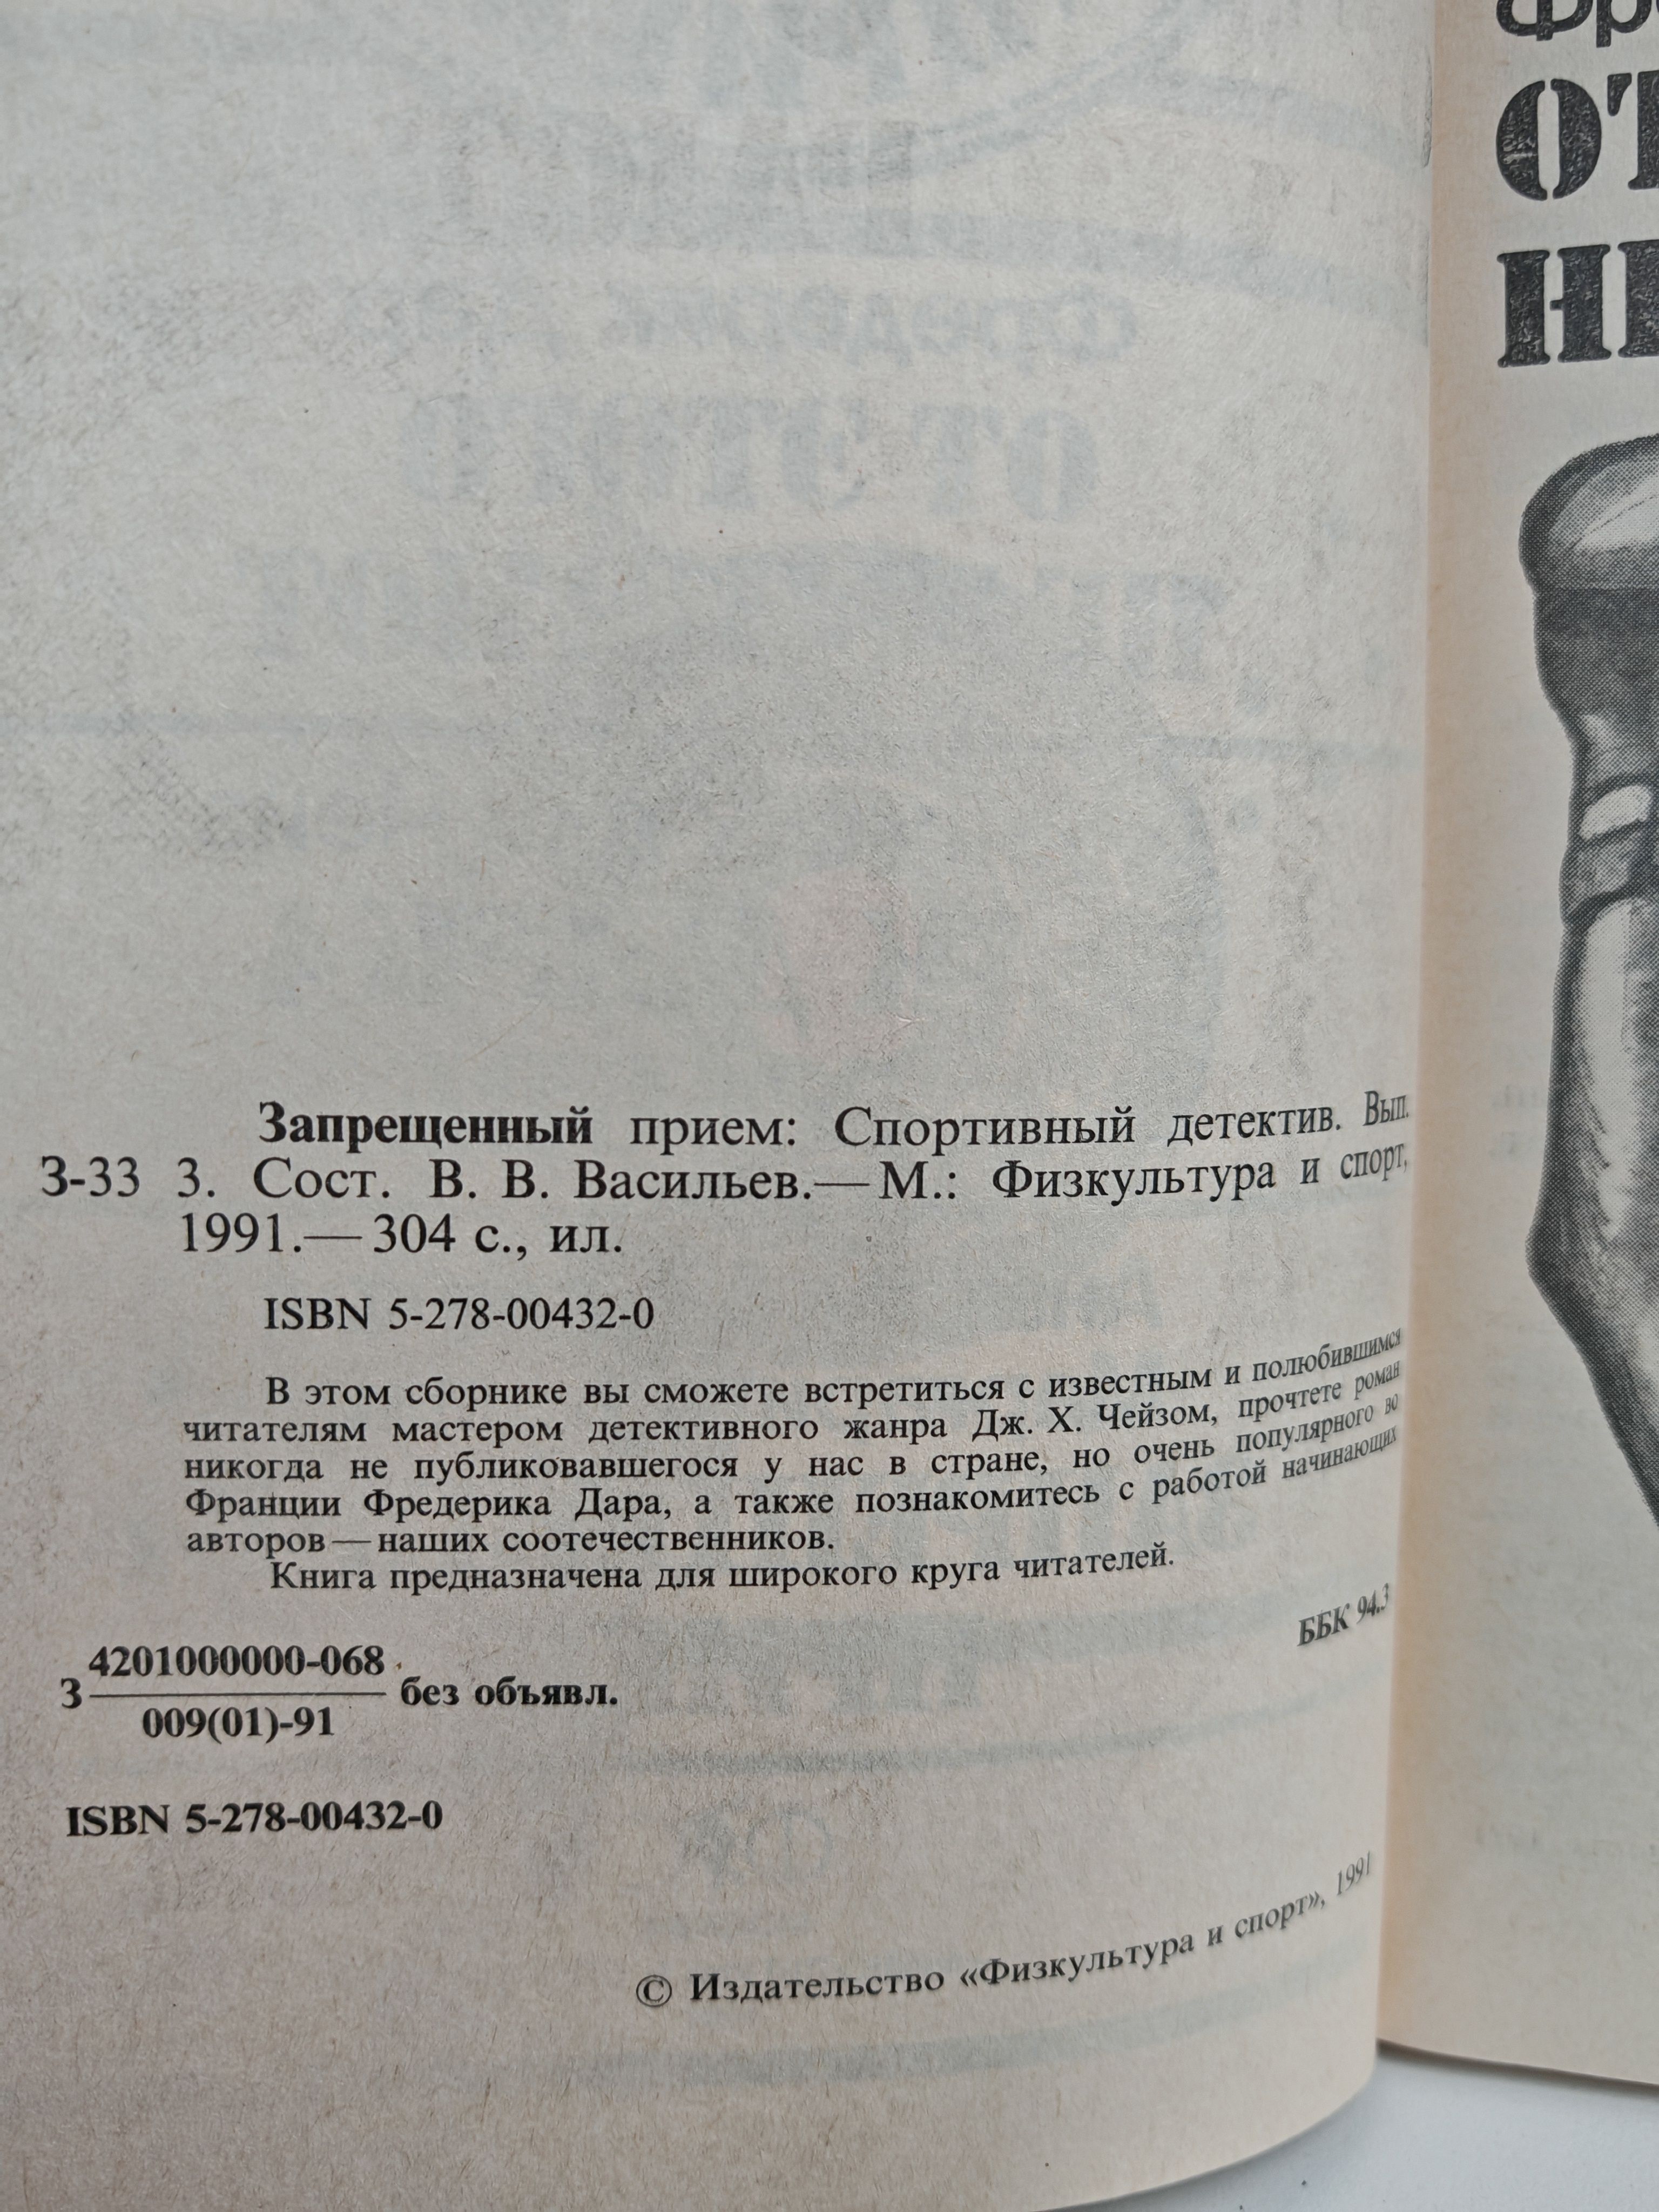 Запрещенный прием: Спортивный детектив. Вып.
З-33 3. Сост. В. В. Васильев.— М.: Физкультура и спорт,
1991.— 304 с., ил.
ISBN 5-278-00432-0
В этом сборнике вы сможете встретиться с известным и полюбившимся
читателям мастером детективного жанра Дж. Х. Чейзом, прочтете роман
никогда не публиковавшегося у нас в стране, но очень популярного во
Франции Фредерика Дара, а также познакомитесь с работой начинающих
авторов — наших соотечественников.
Книга предназначена для широкого круга читателей.
ББК 94.3
4201000000-068
З без объявл.
009(01)-91
ISBN 5-278-00432-0
© Издательство «Физкультура и спорт», 1991